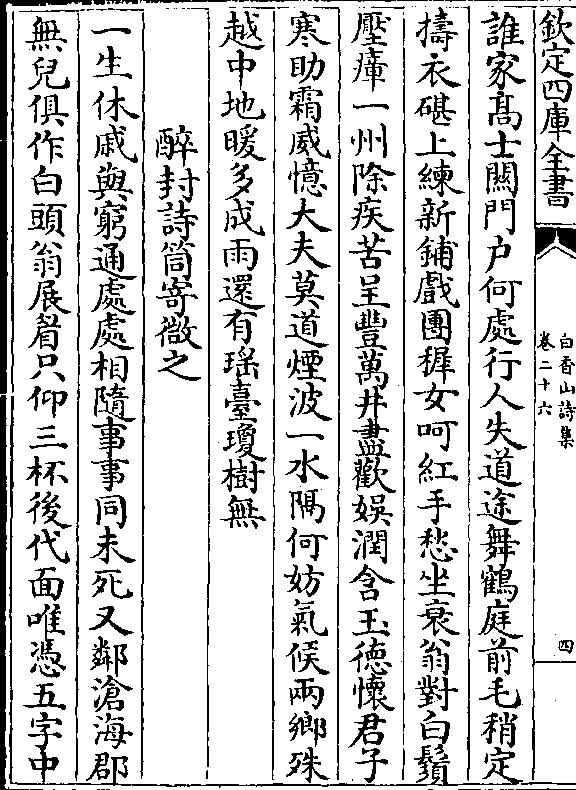 欽定四庫全書
白香山詩集
卷二十六
四
誰家髙士關門户何處行人失道途舞鶴庭前毛稍定
擣衣碪上練新鋪戲團稚女呵紅手愁坐衰翁對白鬚
壓瘴一州除疾苦呈豐萬井盡歡娯潤含玉德懷君子
寒助霜威憶大夫莫道煙波一水隔何妨氣候兩鄉殊
越中地暖多成雨還有瑶臺瓊樹無
醉封詩筒寄微之
一生休戚與窮通處處相隨事事同未死又鄰滄海郡
無兒俱作白頭翁展眉只仰三杯後代面唯憑五字中